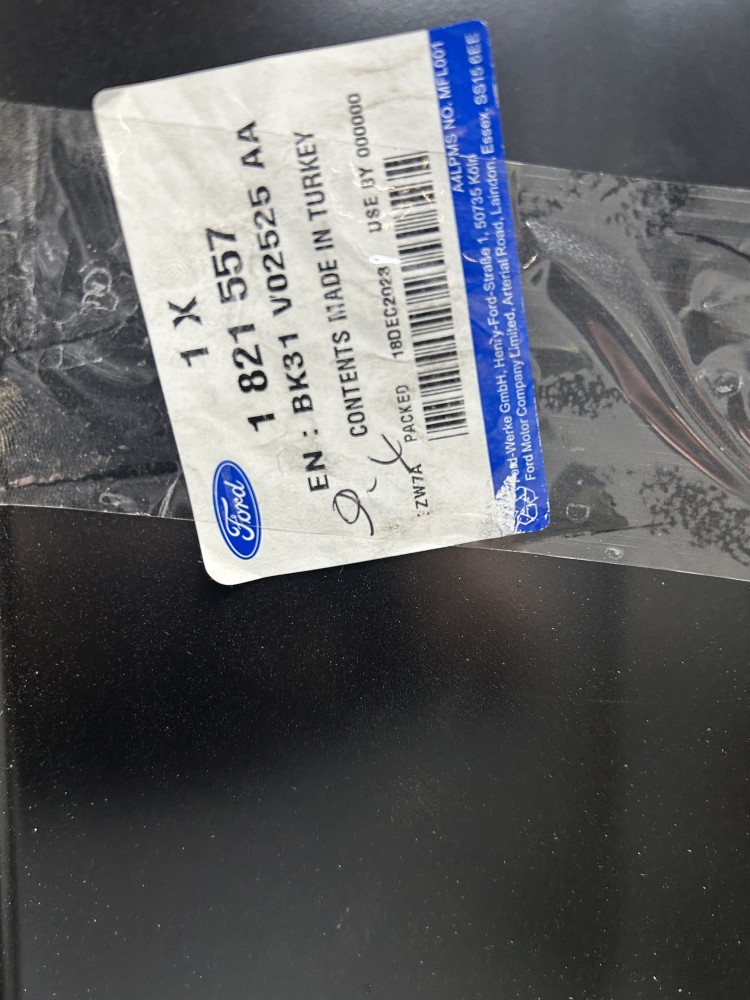 1 X
1 821 557
EN : BK31 V02525 AA
CONTENTS MADE IN TURKEY
PACKED 18DEC2023 USE BY 000000
:ZW7A
Ford
A4LPMS NO. MFL001
Ford-Werke GmbH, Henry-Ford-Straße 1, 50735 Köln
Ford Motor Company Limited, Arterial Road, Laindon, Essex, SS15 6EE